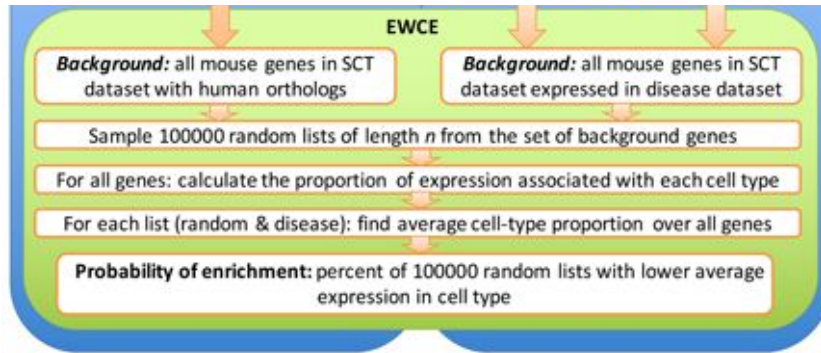 EWCE
Background: all mouse genes in SCT
dataset with human orthologs
Background: all mouse genes in SCT
dataset expressed in disease dataset
Sample 100000 random lists of length n from the set of background genes
For all genes: calculate the proportion of expression associated with each cell type
For each list (random & disease): find average cell-type proportion over all genes
Probability of enrichment: percent of 100000 random lists with lower average
expression in cell type